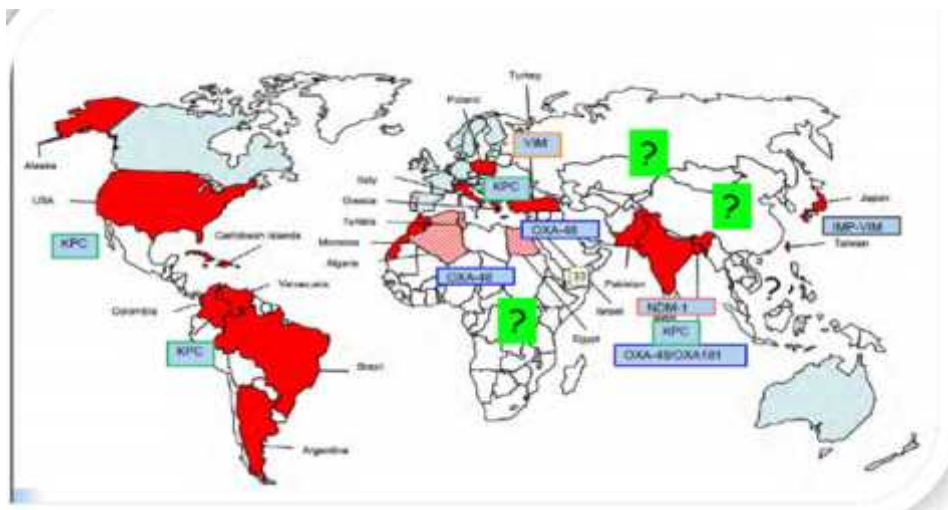 Turkey
Poland
VIM
?
Alaska
Italy
KPC
?
USA
Greece
Japan
Tunisia
IMP-VIM
OXA-48
KPC
Caribbean Islands
Morocco
Taiwan
Algeria
OXA-48
Pakistan
?
Venezuela
Colombia
Israel
NDM-1
?
KPC
Egypt
KPC
OXA-48/OXA181
Brazil
Argentina